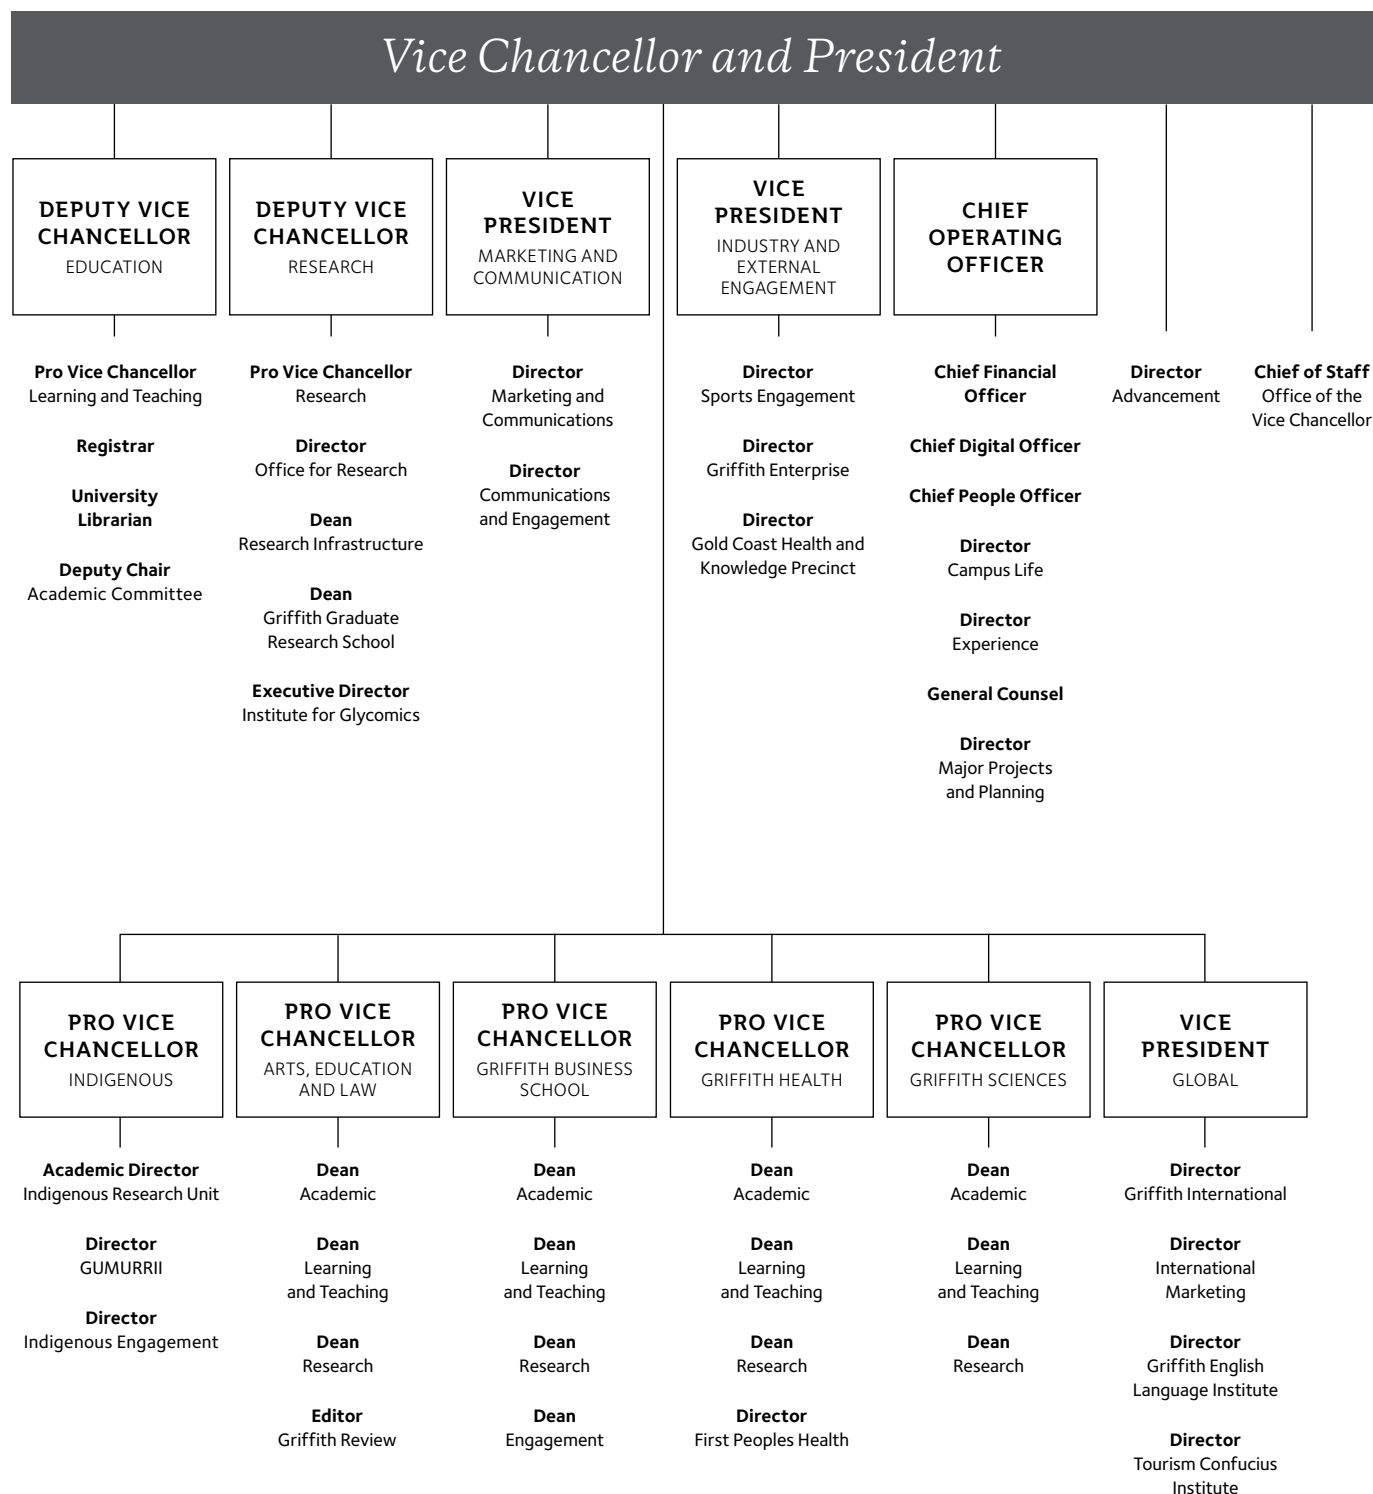 Vice Chancellor and President
DEPUTY VICE
CHANCELLOR
EDUCATION
DEPUTY VICE
CHANCELLOR
RESEARCH
VICE
PRESIDENT
MARKETING AND
COMMUNICATION
VICE
PRESIDENT
INDUSTRY AND
EXTERNAL
ENGAGEMENT
CHIEF
OPERATING
OFFICER
Pro Vice Chancellor
Learning and Teaching
Registrar
University
Librarian
Deputy Chair
Academic Committee
Pro Vice Chancellor
Research
Director
Office for Research
Dean
Research Infrastructure
Dean
Griffith Graduate
Research School
Executive Director
Institute for Glycomics
Director
Marketing and
Communications
Director
Communications
and Engagement
Director
Sports Engagement
Director
Griffith Enterprise
Director
Gold Coast Health and
Knowledge Precinct
Chief Financial
Officer
Chief Digital Officer
Chief People Officer
Director
Campus Life
Director
Experience
General Counsel
Director
Major Projects
and Planning
Director
Advancement
Chief of Staff
Office of the
Vice Chancellor
PRO VICE
CHANCELLOR
INDIGENOUS
PRO VICE
CHANCELLOR
ARTS, EDUCATION
AND LAW
PRO VICE
CHANCELLOR
GRIFFITH BUSINESS
SCHOOL
PRO VICE
CHANCELLOR
GRIFFITH HEALTH
PRO VICE
CHANCELLOR
GRIFFITH SCIENCES
VICE
PRESIDENT
GLOBAL
Academic Director
Indigenous Research Unit
Director
GUMURRII
Director
Indigenous Engagement
Dean
Academic
Dean
Learning
and Teaching
Dean
Research
Editor
Griffith Review
Dean
Academic
Dean
Learning
and Teaching
Dean
Research
Dean
Engagement
Dean
Academic
Dean
Learning
and Teaching
Dean
Research
Director
First Peoples Health
Dean
Academic
Dean
Learning
and Teaching
Dean
Research
Director
Griffith International
Director
International
Marketing
Director
Griffith English
Language Institute
Director
Tourism Confucius
Institute